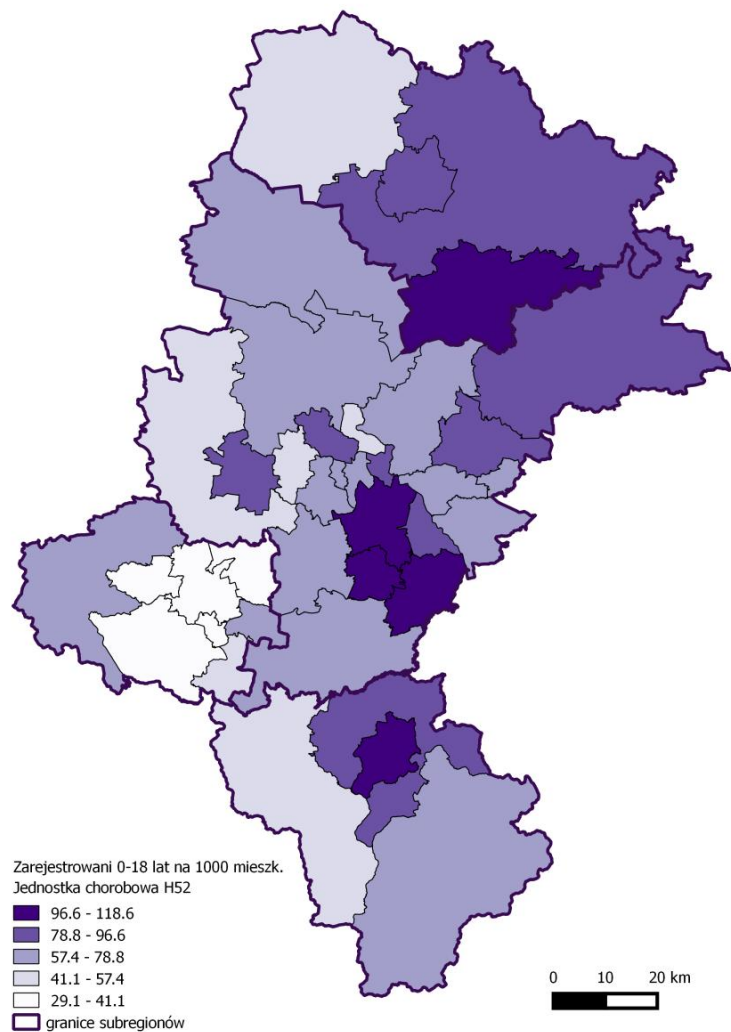 Zarejestrowani 0-18 lat na 1000 mieszk.
Jednostka chorobowa H52
96.6 - 118.6
78.8 - 96.6
57.4 - 78.8
41.1 - 57.4
29.1 - 41.1
granice subregionów
0 10 20 km